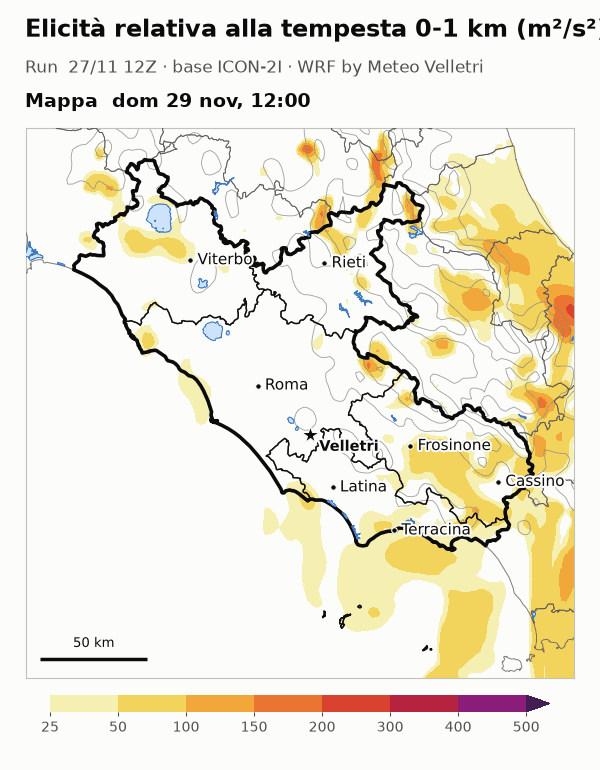 Elicità relativa alla tempesta 0-1 km (m²/s²)
Run 27/11 12Z · base ICON-2I · WRF by Meteo Velletri
Mappa dom 29 nov, 12:00
Viterbo
Rieti
Roma
Velletri
Frosinone
Cassino
Latina
Terracina
50 km
25 50 100 150 200 300 400 500